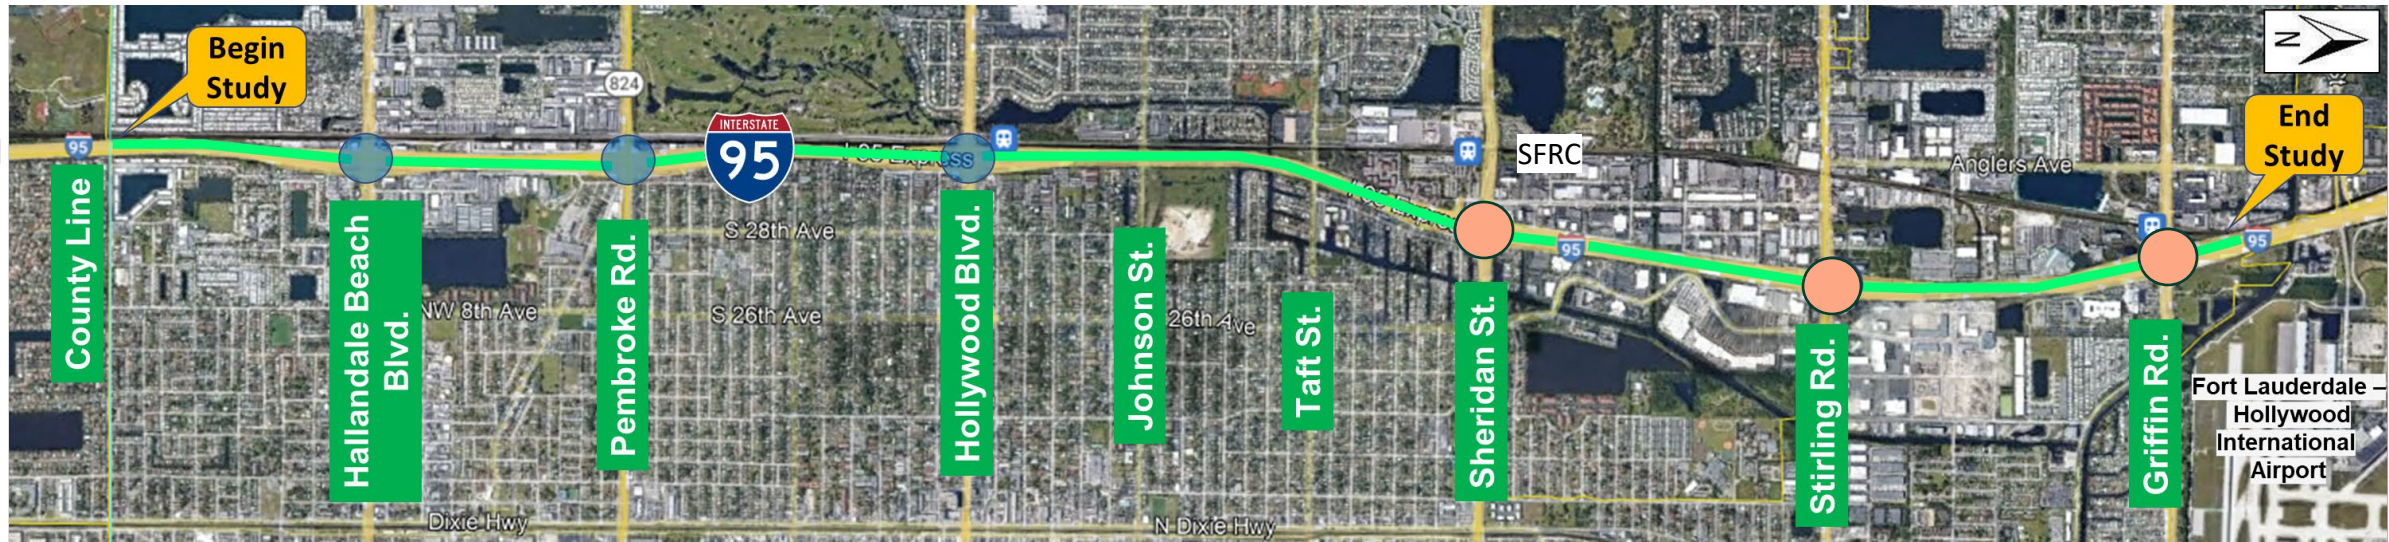 Begin
Study
824
INTERSTATE
95
95
I-95 Express
SFRC
Anglers Ave
N
End
Study
95
95
S 28th Ave
NW 8th Ave
S 26th Ave
26th Ave
County Line
Hallandale Beach
Blvd.
Pembroke Rd.
Hollywood Blvd.
Johnson St.
Taft St.
Sheridan St.
Stirling Rd.
Griffin Rd.
Fort Lauderdale –
Hollywood
International
Airport
Dixie Hwy
N Dixie Hwy